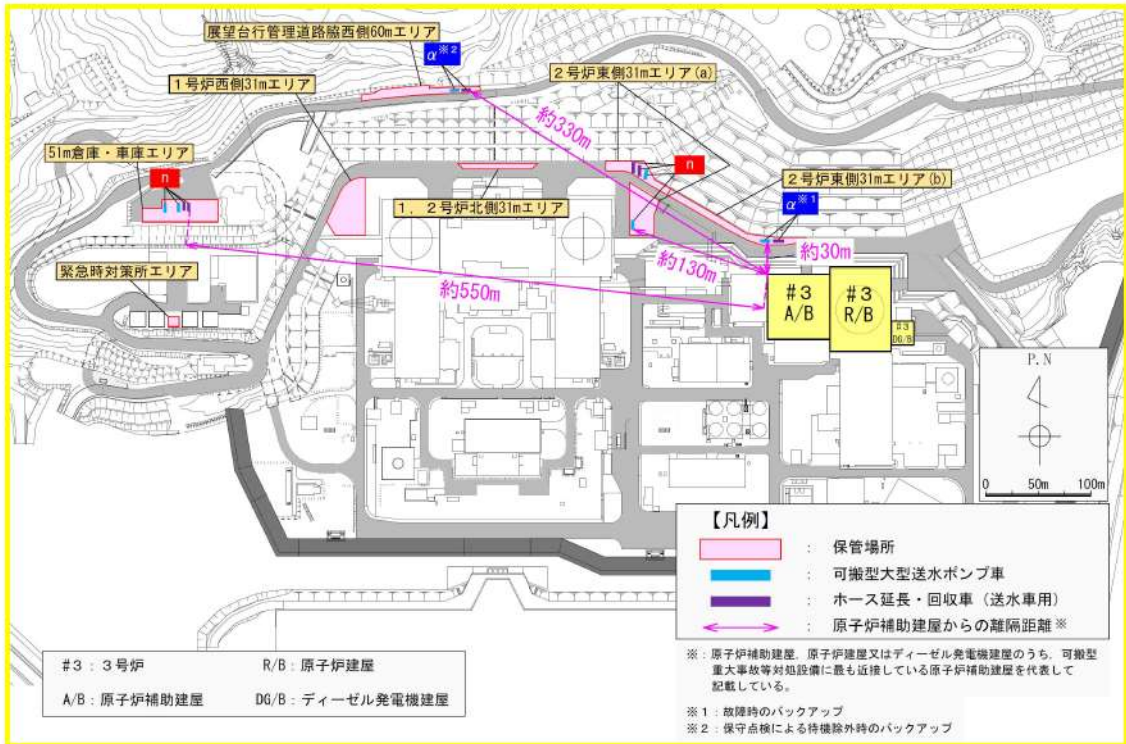 展望台行管理道路脇西側60mエリア
α※2
1号炉西側31mエリア
2号炉東側31mエリア(a)
約330m
51m倉庫・車庫エリア
n
n
2号炉東側31mエリア(b)
α※1
1, 2号炉北側31mエリア
約30m
約130m
緊急時対策所エリア
約550m
#3
A/B
#3
R/B
#3
DG/B
P.N
0 50m 100m
【凡例】
: 保管場所
: 可搬型大型送水ポンプ車
: ホース延長・回収車(送水車用)
: 原子炉補助建屋からの離隔距離※
※:原子炉補助建屋,原子炉建屋又はディーゼル発電機建屋のうち,可搬型
重大事故等対処設備に最も近接している原子炉補助建屋を代表して
記載している。
※1:故障時のバックアップ
※2:保守点検による待機除外時のバックアップ
#3:3号炉 R/B:原子炉建屋
A/B:原子炉補助建屋 DG/B:ディーゼル発電機建屋